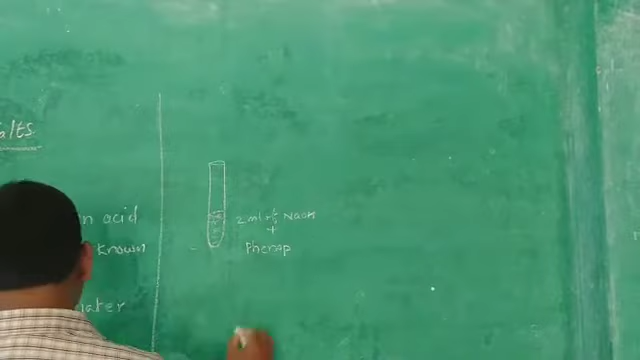 alts
n acid
known
ater
2 ml of NaOH
+
Phenop